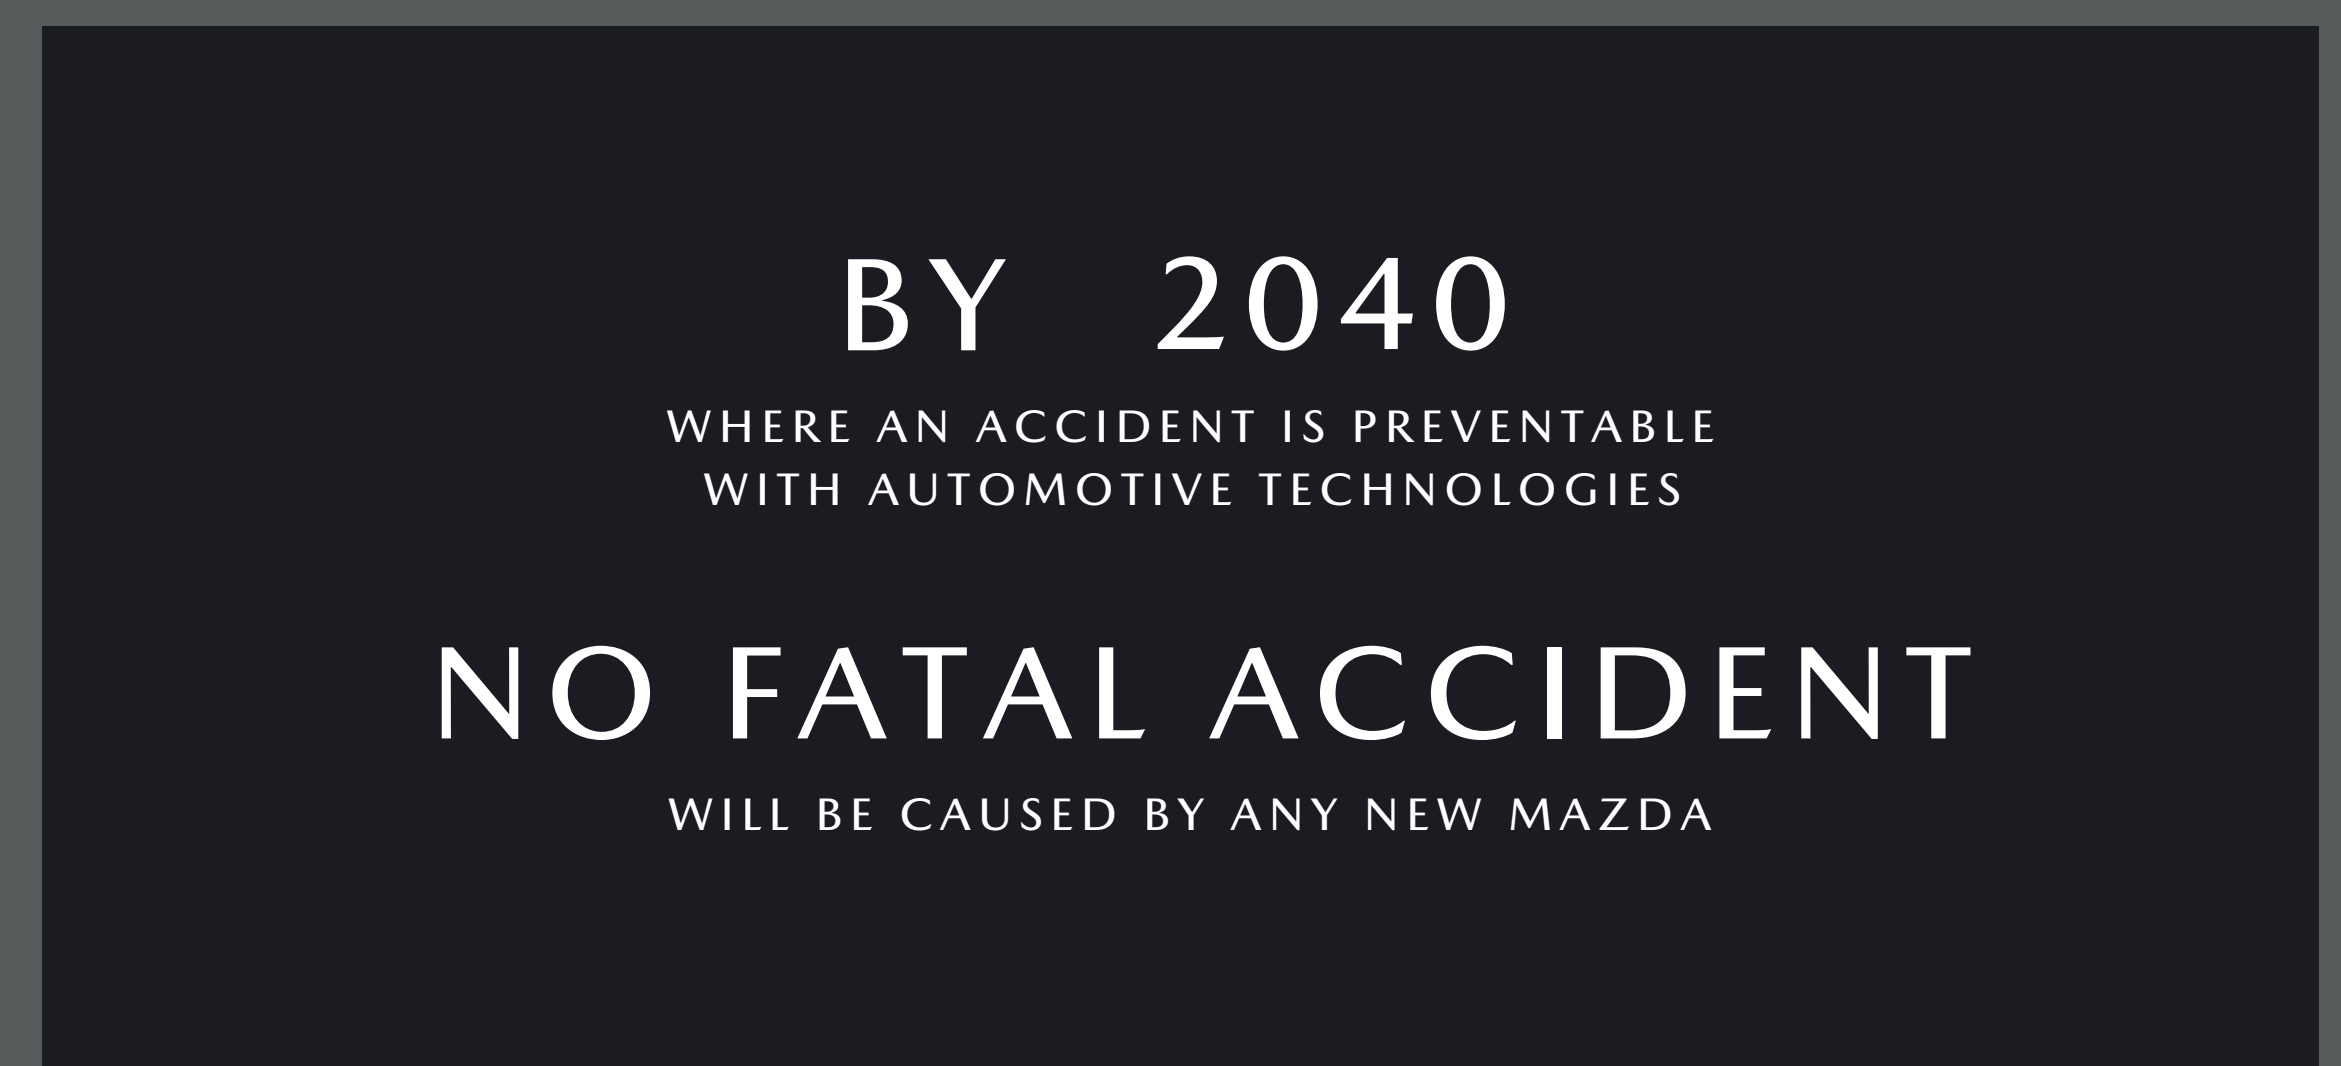 BY 2040
WHERE AN ACCIDENT IS PREVENTABLE
WITH AUTOMOTIVE TECHNOLOGIES
NO FATAL ACCIDENT
WILL BE CAUSED BY ANY NEW MAZDA